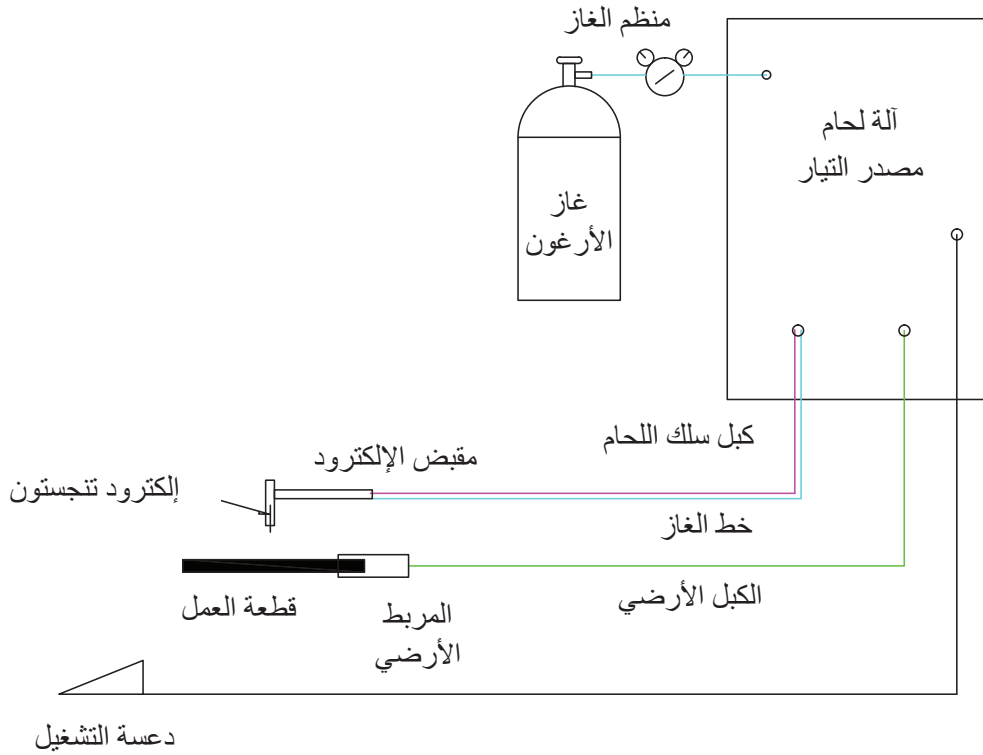 منظم الغاز
آلة لحام
مصدر التيار
غاز
الأرغون
كبل سلك اللحام
مقبض الإلكترود
إلكترود تنجستون
خط الغاز
الكبل الأرضي
قطعة العمل
المربط
الأرضي
دعسة التشغيل